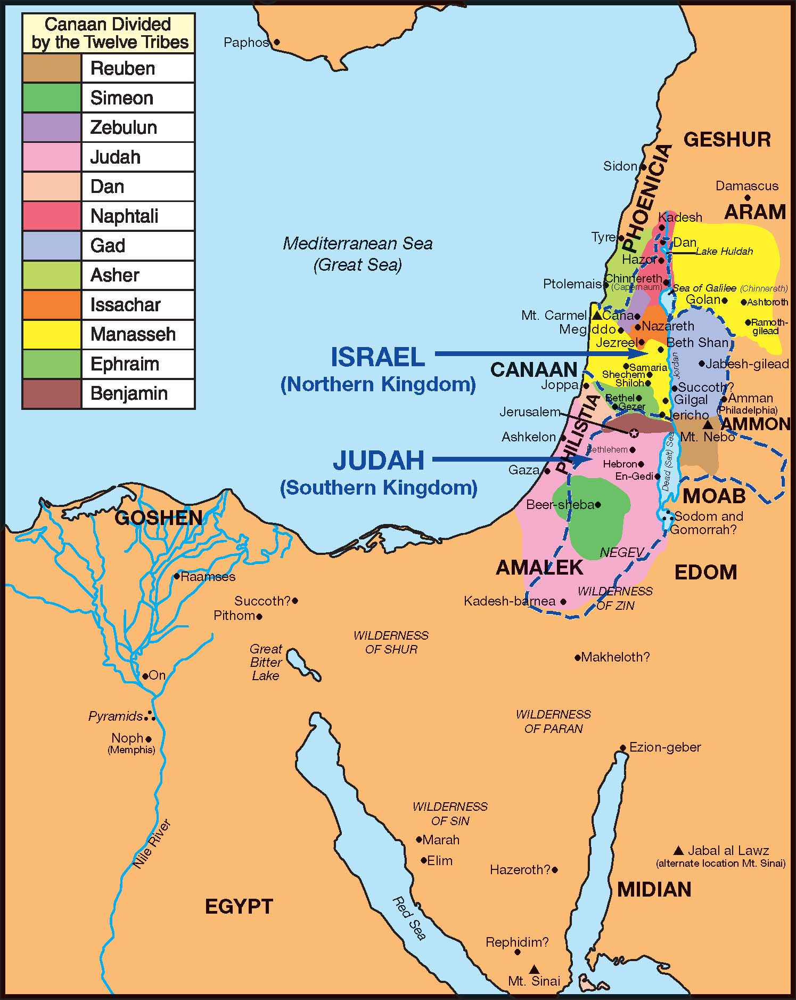 Canaan Divided
by the Twelve Tribes
Reuben
Simeon
Zebulun
Judah
Dan
Naphtali
Gad
Asher
Issachar
Manasseh
Ephraim
Benjamin
Paphos
GESHUR
Sidon
PHOENICIA
Damascus
ARAM
Kadesh
Tyre
Dan
Lake Huldah
Hazor
Mediterranean Sea
(Great Sea)
Ptolemais
Chinnereth
(Capernaum)
Sea of Galilee (Chinnereth)
Golan
Ashtoroth
Mt. Carmel
Cana
Ramoth-
gilead
Megiddo
Nazareth
Jezreel
Beth Shan
ISRAEL
(Northern Kingdom)
CANAAN
Samaria
Jordan
Jabesh-gilead
Shechem
Shiloh
Joppa
Succoth?
Bethel
Gilgal
Amman
(Philadelphia)
Gezer
Jerusalem
Jericho
AMMON
PHILISTIA
Ashkelon
Mt. Nebo
Bethlehem
JUDAH
(Southern Kingdom)
Hebron
Gaza
En-Gedi
Dead (Salt) Sea
MOAB
Beer-sheba
Sodom and
Gomorrah?
GOSHEN
NEGEV
AMALEK
EDOM
Raamses
WILDERNESS
OF ZIN
Succoth?
Kadesh-barnea
Pithom
WILDERNESS
OF SHUR
Great
Bitter
Lake
Makheloth?
On
Pyramids
WILDERNESS
OF PARAN
Noph
(Memphis)
Ezion-geber
WILDERNESS
OF SIN
Nile River
Marah
Elim
Hazeroth?
Jabal al Lawz
(alternate location Mt. Sinai)
MIDIAN
EGYPT
Red Sea
Rephidim?
Mt. Sinai